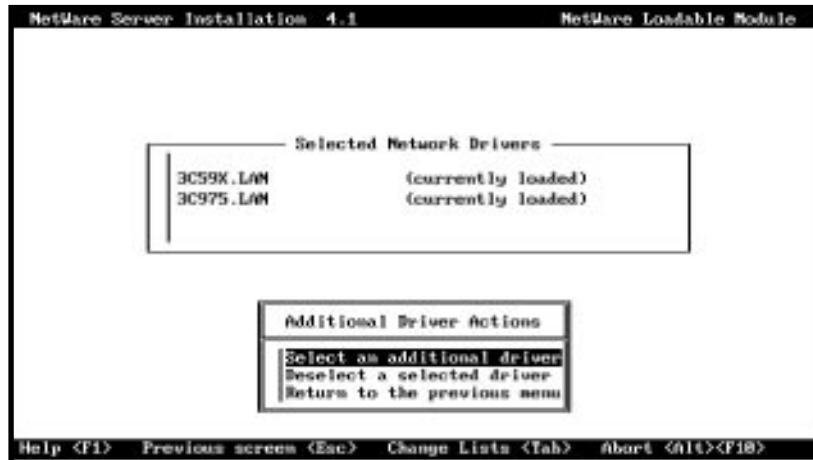 NetWare Server Installation 4.1 NetWare Loadable Module
Selected Network Drivers
3C59X.LAN (currently loaded)
3C975.LAN (currently loaded)
Additional Driver Actions
Select an additional driver
Deselect a selected driver
Return to the previous menu
Help <F1> Previous screen <Esc> Change Lists <Tab> Abort <Alt><F10>